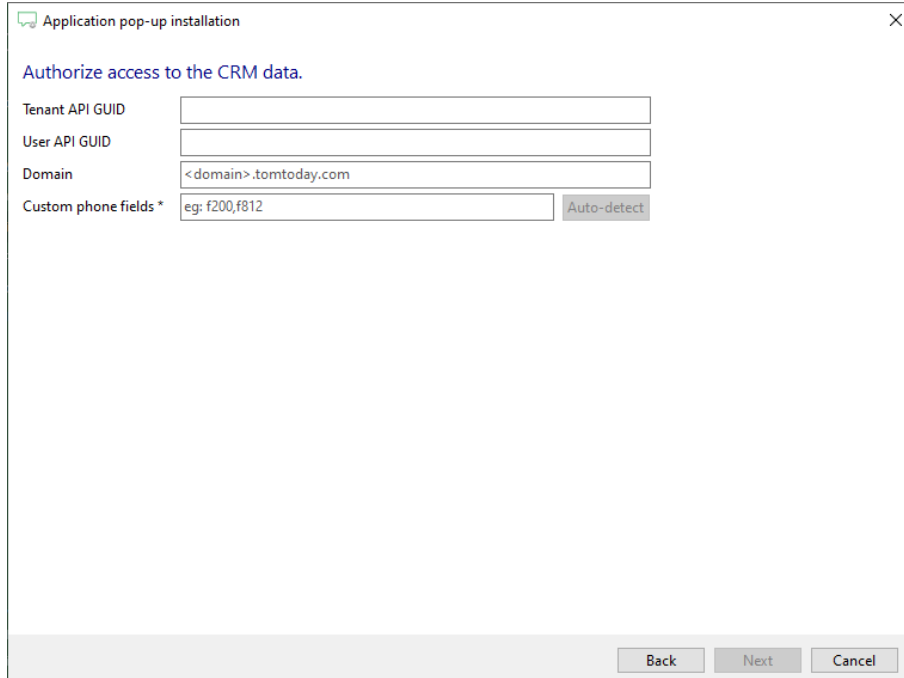 Application pop-up installation
Authorize access to the CRM data.
Tenant API GUID
User API GUID
Domain <domain>.tomtoday.com
Custom phone fields * eg: f200,f812 Auto-detect
Back Next Cancel